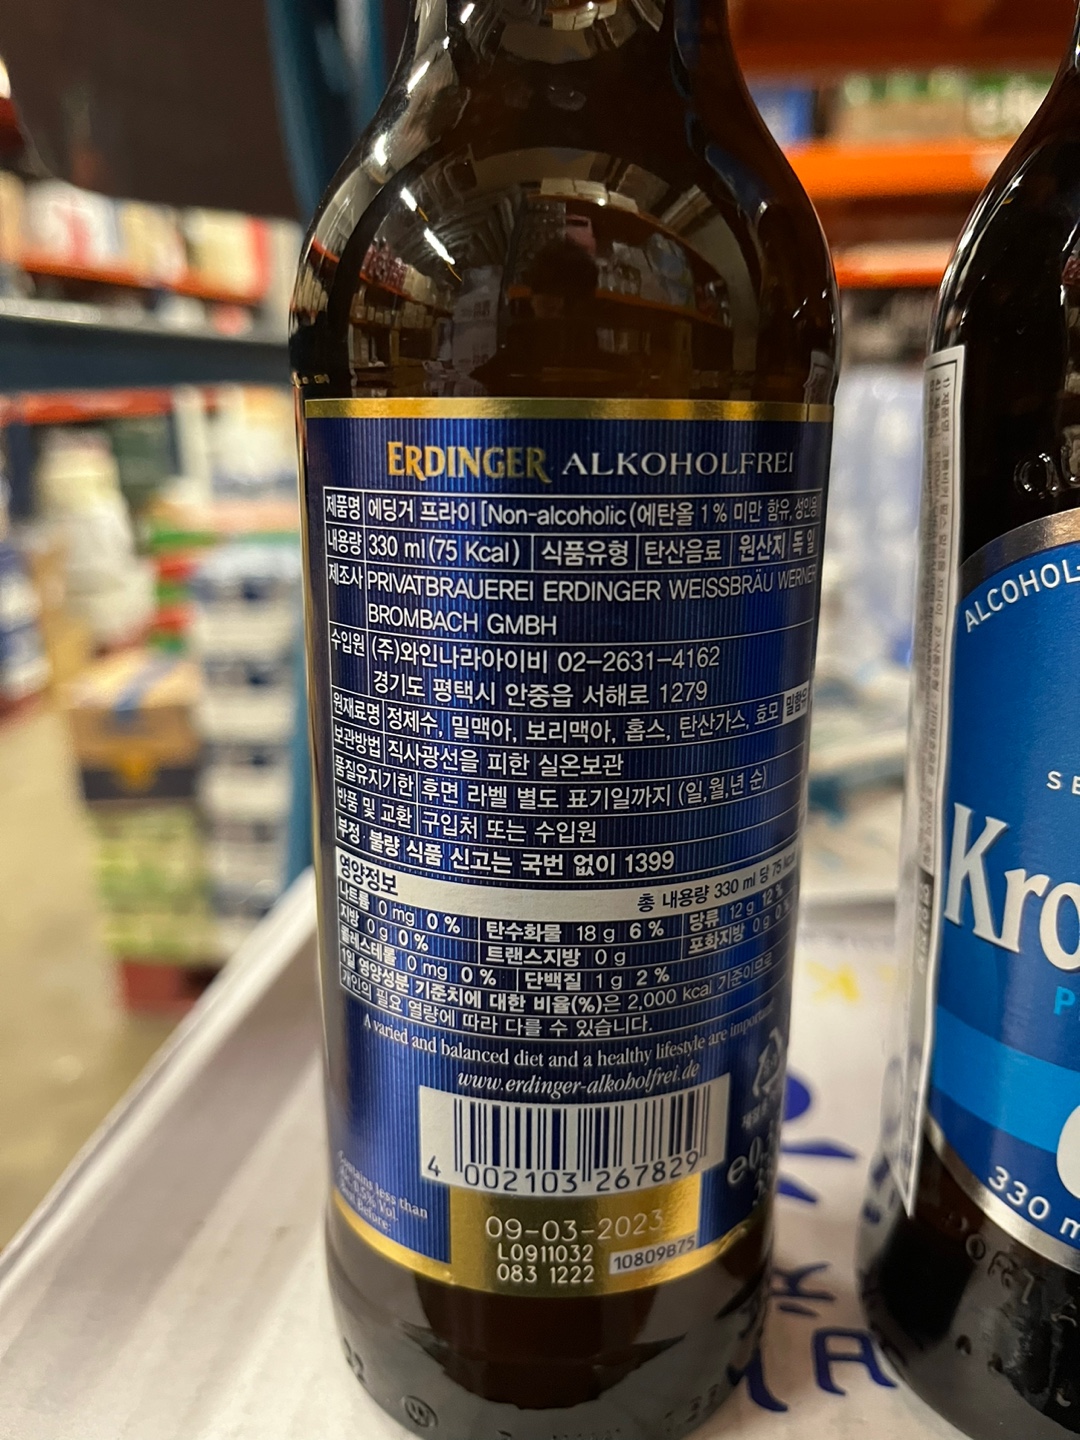 ERDINGER ALKOHOLFREI
제품명 에딩거 프라이[Non-alcoholic(에탄올 1% 미만 함유, 성인용
내용량 330 ml(75 Kcal) 식품유형 탄산음료 원산지 독일
제조사 PRIVATBRAUEREI ERDINGER WEISSBRÄU WERNER
BROMBACH GMBH
수입원 (주)와인나라아이비 02-2631-4162
경기도 평택시 안중읍 서해로 1279
원재료명 정제수, 밀맥아, 보리맥아, 홉스, 탄산가스, 효모 밀함유
보관방법 직사광선을 피한 실온보관
품질유지기한 후면 라벨 별도 표기일까지 (일,월,년 순)
반품 및 교환 구입처 또는 수입원
부정·불량 식품 신고는 국번 없이 1399
영양정보 총 내용량 330 ml 당 75 kcal
나트륨 0 mg 0 % 탄수화물 18 g 6 % 당류 12 g 12 %
지방 0 g 0 % 트랜스지방 0 g 포화지방 0 g 0 %
콜레스테롤 0 mg 0 % 단백질 1 g 2 %
1일 영양성분 기준치에 대한 비율(%)은 2,000 kcal 기준이므로
개인의 필요 열량에 따라 다를 수 있습니다.
A varied and balanced diet and a healthy lifestyle are important.
www.erdinger-alkoholfrei.de
4 002103 267829
Contains less than
Vol.
Before:
09-03-2023
L0911032
083 1222
10809B75
ALCOHOL-
Kro
330 m